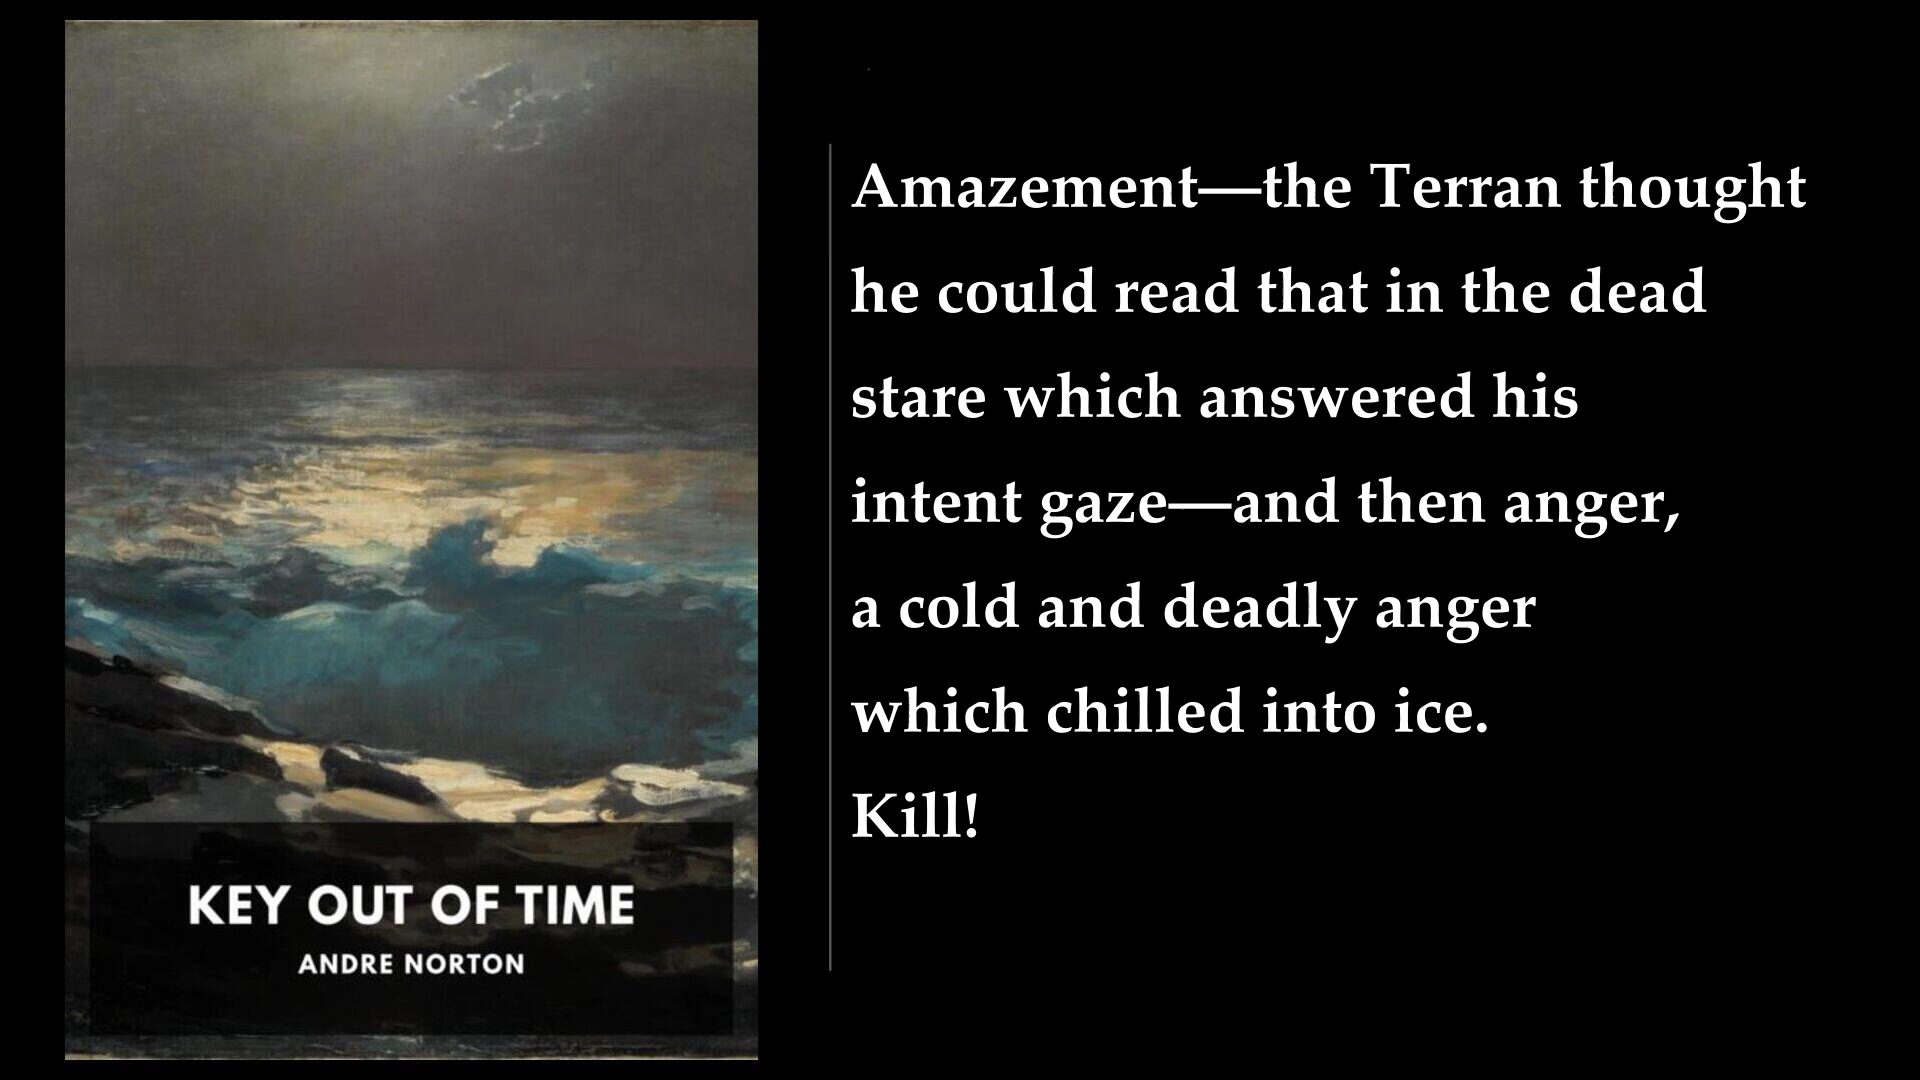 KEY OUT OF TIME
ANDRE NORTON
Amazement—the Terran thought
he could read that in the dead
stare which answered his
intent gaze—and then anger,
a cold and deadly anger
which chilled into ice.
Kill!